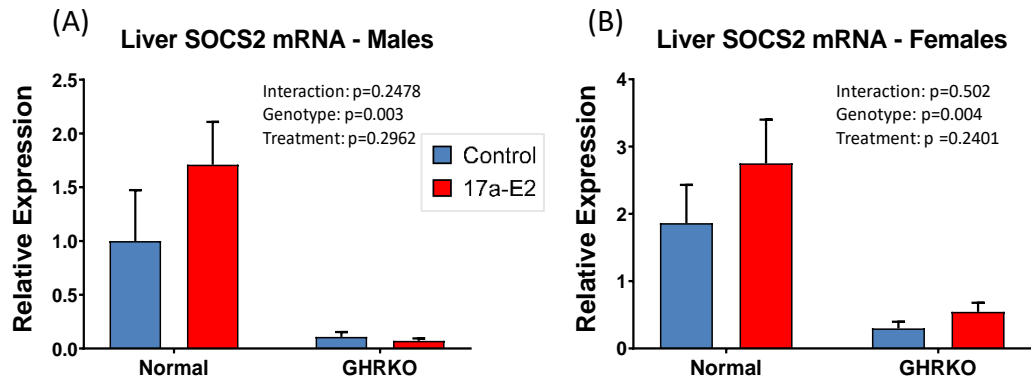 (A)
Liver SOCS2 mRNA - Males
Relative Expression
2.5
2.0
1.5
1.0
0.5
0.0
Interaction: p=0.2478
Genotype: p=0.003
Treatment: p=0.2962
Control
17a-E2
Normal
GHRKO
(B)
Liver SOCS2 mRNA - Females
Relative Expression
4
3
2
1
0
Interaction: p=0.502
Genotype: p=0.004
Treatment: p =0.2401
Normal
GHRKO